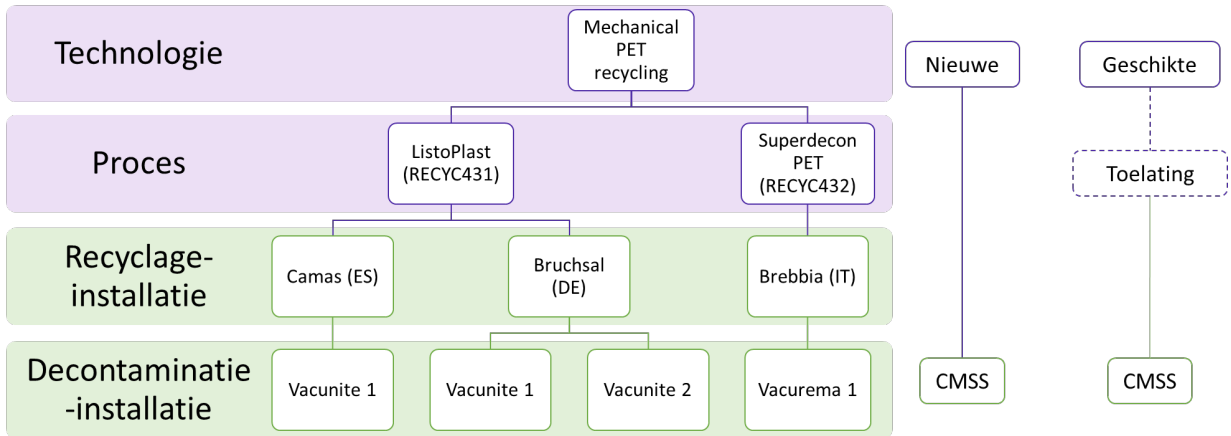 Technologie
Mechanical
PET
recycling
Nieuwe
Geschikte
Proces
ListoPlast
(RECYC431)
Superdecon
PET
(RECYC432)
Toelating
Recyclage-
installatie
Camas (ES)
Bruchsal
(DE)
Brebbia (IT)
Decontaminatie
-installatie
Vacunite 1
Vacunite 1
Vacunite 2
Vacurema 1
CMSS
CMSS